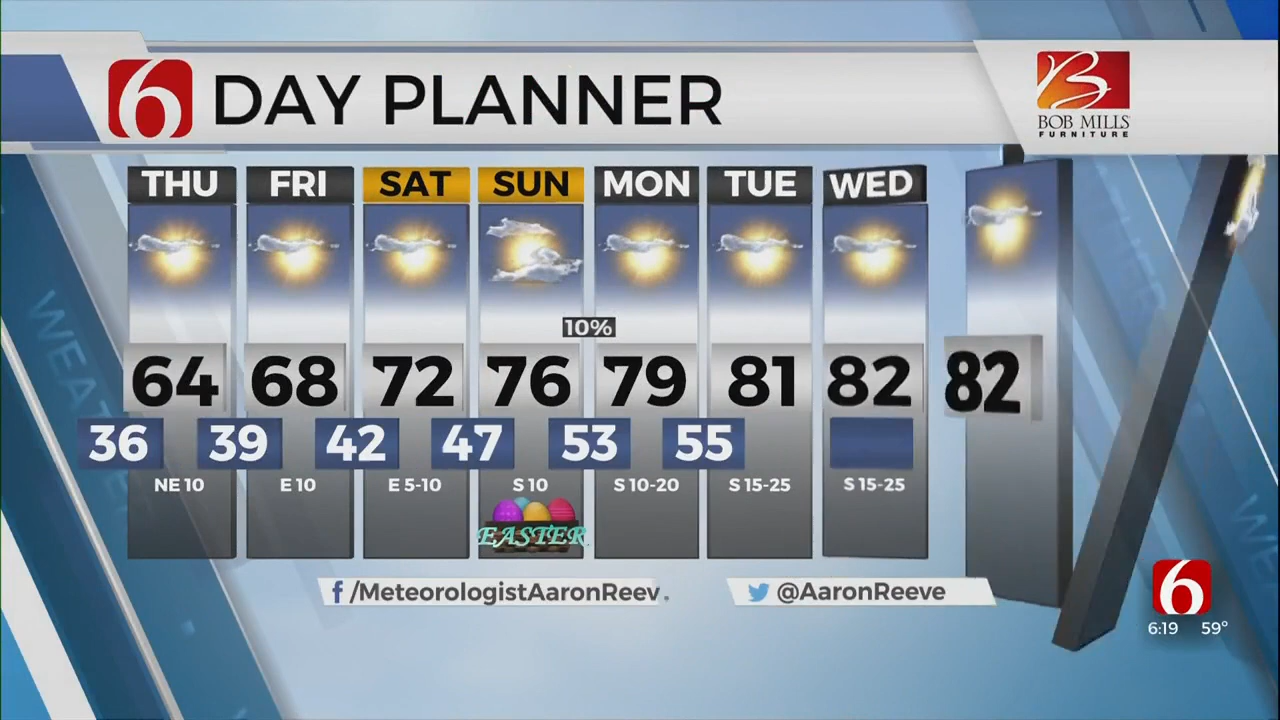 6 DAY PLANNER
BOB MILLS
FURNITURE
THU FRI SAT SUN MON TUE WED
10%
64 68 72 76 79 81 82 82
36 39 42 47 53 55
NE 10 E 10 E 5-10 S 10 S 10-20 S 15-25 S 15-25
EASTER
f /MeteorologistAaronReev
@AaronReeve
6
6:19 59°
WEATHER